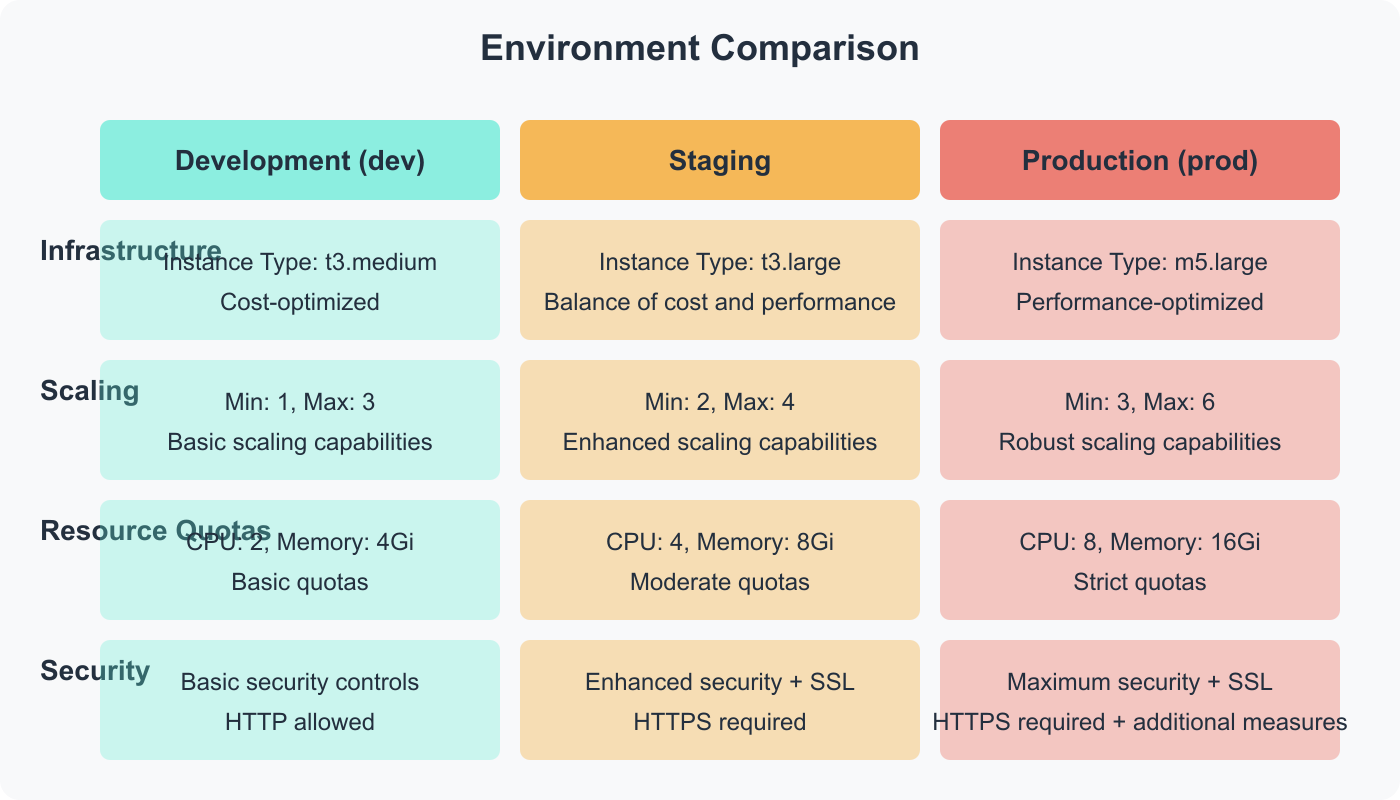 Environment Comparison
Development (dev)
Staging
Production (prod)
Infrastructure
Instance Type: t3.medium
Cost-optimized
Instance Type: t3.large
Balance of cost and performance
Instance Type: m5.large
Performance-optimized
Scaling
Min: 1, Max: 3
Basic scaling capabilities
Min: 2, Max: 4
Enhanced scaling capabilities
Min: 3, Max: 6
Robust scaling capabilities
Resource Quotas
CPU: 2, Memory: 4Gi
Basic quotas
CPU: 4, Memory: 8Gi
Moderate quotas
CPU: 8, Memory: 16Gi
Strict quotas
Security
Basic security controls
HTTP allowed
Enhanced security + SSL
HTTPS required
Maximum security + SSL
HTTPS required + additional measures